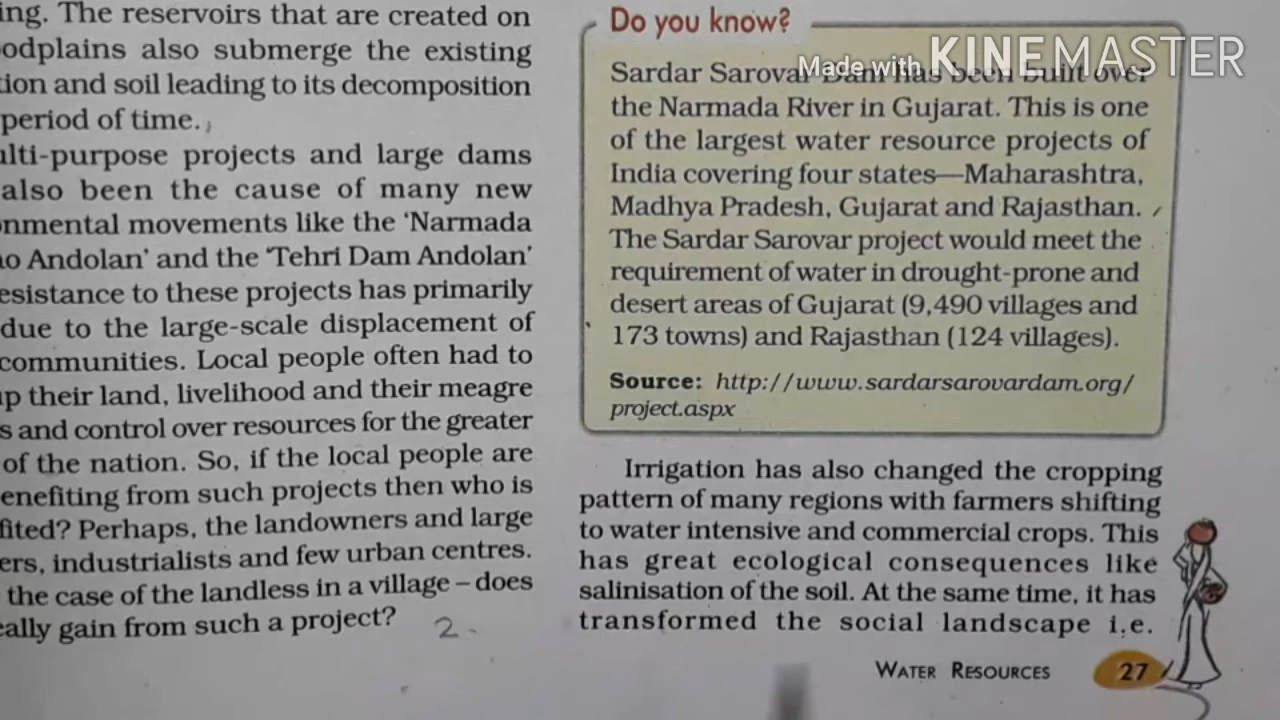 ing. The reservoirs that are created on
odplains also submerge the existing
tion and soil leading to its decomposition
period of time.
ulti-purpose projects and large dams
also been the cause of many new
onmental movements like the ‘Narmada
ao Andolan’ and the ‘Tehri Dam Andolan’
esistance to these projects has primarily
due to the large-scale displacement of
communities. Local people often had to
up their land, livelihood and their meagre
s and control over resources for the greater
of the nation. So, if the local people are
enefiting from such projects then who is
fited? Perhaps, the landowners and large
ers, industrialists and few urban centres.
the case of the landless in a village – does
eally gain from such a project?
2.
Do you know?
Made with KINEMASTER
Sardar Sarovar Dam has been built over
the Narmada River in Gujarat. This is one
of the largest water resource projects of
India covering four states—Maharashtra,
Madhya Pradesh, Gujarat and Rajasthan.
The Sardar Sarovar project would meet the
requirement of water in drought-prone and
desert areas of Gujarat (9,490 villages and
173 towns) and Rajasthan (124 villages).
Source: http://www.sardarsarovardam.org/
project.aspx
Irrigation has also changed the cropping
pattern of many regions with farmers shifting
to water intensive and commercial crops. This
has great ecological consequences like
salinisation of the soil. At the same time, it has
transformed the social landscape i.e.
WATER RESOURCES 27